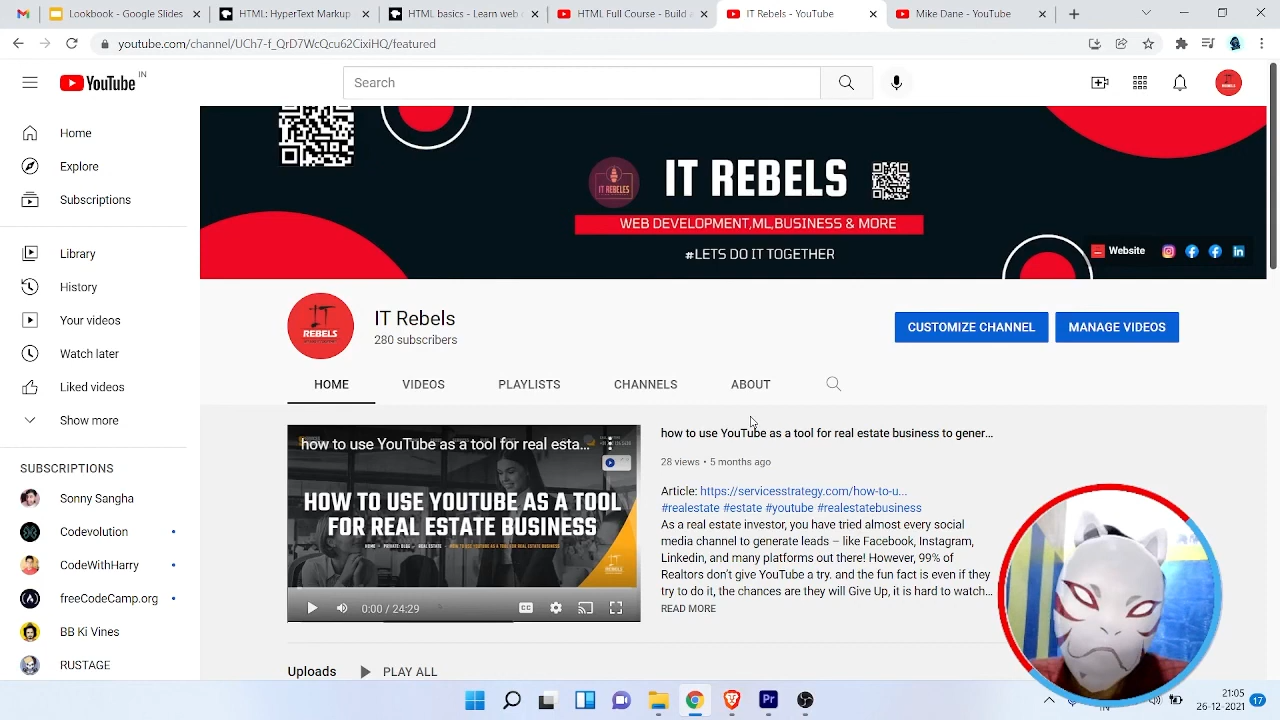 HTML: HyperText Mark
HTML basics - Learn web d
HTML Full Course - Build a
IT Rebels - YouTube
Mike Dane - YouTube
youtube.com/channel/UCh7-f_QD7WcQu62CixHQ/featured
YouTube IN
Search
Home
Explore
Subscriptions
Library
History
Your videos
Watch later
Liked videos
Show more
SUBSCRIPTIONS
Sonny Sangha
Codevolution
CodeWithHarry
freeCodeCamp.org
BB Ki Vines
RUSTAGE
IT REBELES
IT REBELS
WEB DEVELOPMENT,ML,BUSINESS & MORE
#LETS DO IT TOGETHER
Website
IT
REBELS
IT Rebels
280 subscribers
CUSTOMIZE CHANNEL
MANAGE VIDEOS
HOME
VIDEOS
PLAYLISTS
CHANNELS
ABOUT
how to use YouTube as a tool for real esta...
HOW TO USE YOUTUBE AS A TOOL
FOR REAL ESTATE BUSINESS
0:00 / 24:29
CC
how to use YouTube as a tool for real estate business to gener...
28 views • 5 months ago
Article: https://servicesstrategy.com/how-to-u...
#realestate #estate #youtube #realestatebusiness
As a real estate investor, you have tried almost every social
media channel to generate leads – like Facebook, Instagram,
Linkedin, and many platforms out there! However, 99% of
Realtors don't give YouTube a try, and the fun fact is even if they
try to do it, the chances are they will Give Up, it is hard to watch...
READ MORE
Uploads
PLAY ALL
Pr
21:05
26-12-2021
17